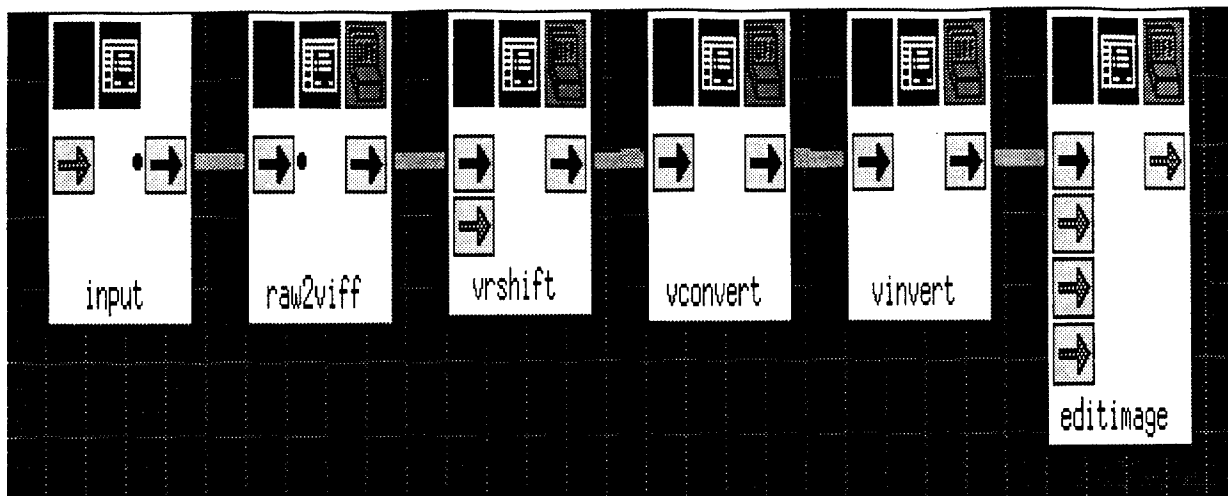 input
raw2viff
vrshift
vconvert
vinvert
editimage